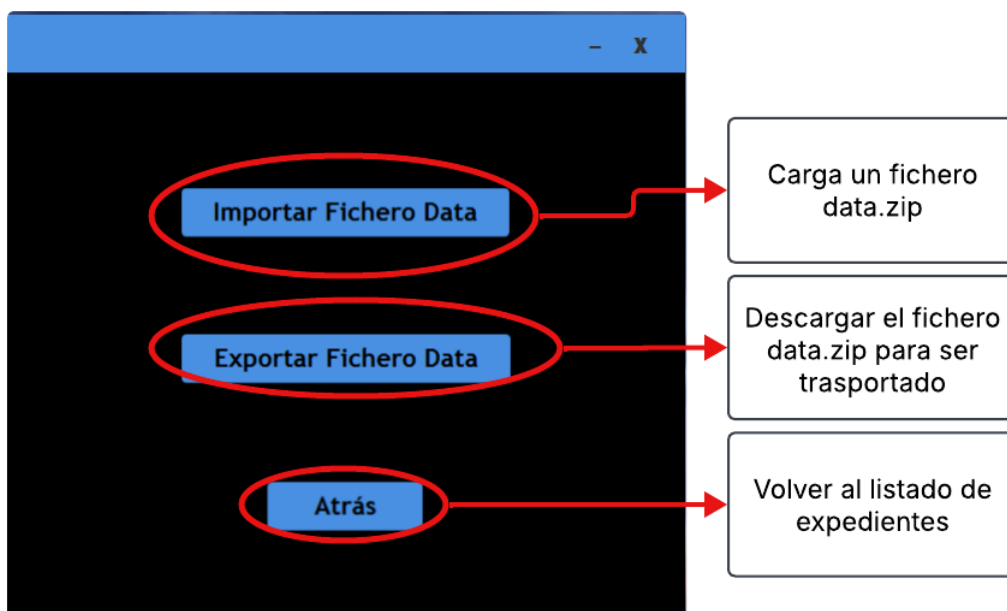 – X
Importar Fichero Data
Carga un fichero
data.zip
Exportar Fichero Data
Descargar el fichero
data.zip para ser
trasportado
Atrás
Volver al listado de
expedientes